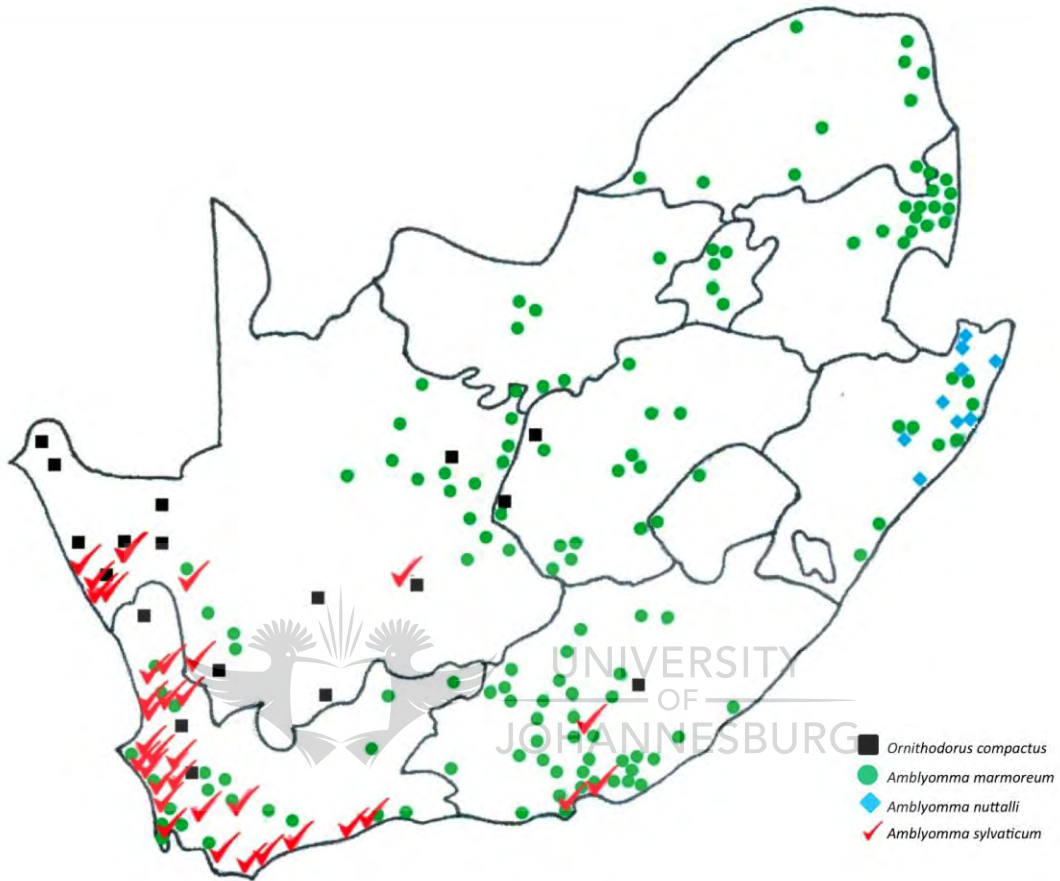 UNIVERSITY
OF
JOHANNESBURG
Ornithodorus compactus
Amblyomma marmoreum
Amblyomma nuttalli
Amblyomma sylvaticum